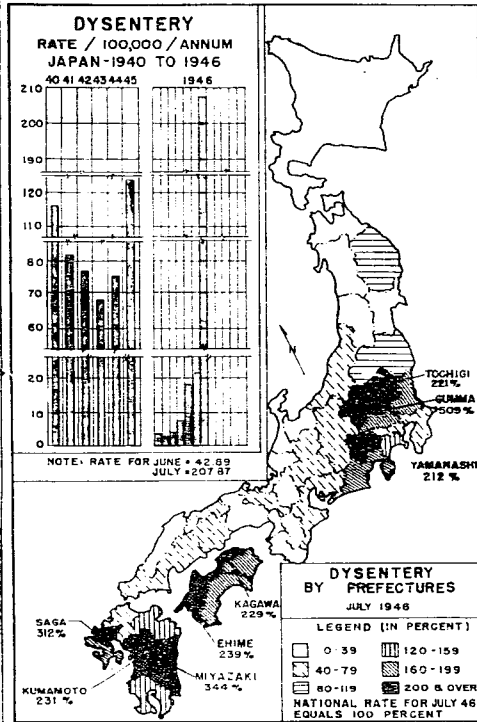 DYSENTERY
RATE / 100,000 / ANNUM
JAPAN-1940 TO 1946
40 41 42 43 44 45
1946
210
200
190
120
110
80
70
60
20
10
0
NOTE: RATE FOR JUNE = 42.89
JULY = 207.87
N
TOCHIGI
221%
GUMMA
509%
YAMANASHI
212 %
KAGAWA
229%
EHIME
239%
SAGA
312%
MIYAZAKI
344 %
KUMAMOTO
231 %
DYSENTERY
BY PREFECTURES
JULY 1946
LEGEND (IN PERCENT)
0-39
120-159
40-79
160-199
80-119
200 & OVER
NATIONAL RATE FOR JULY 46
EQUALS 100 PERCENT